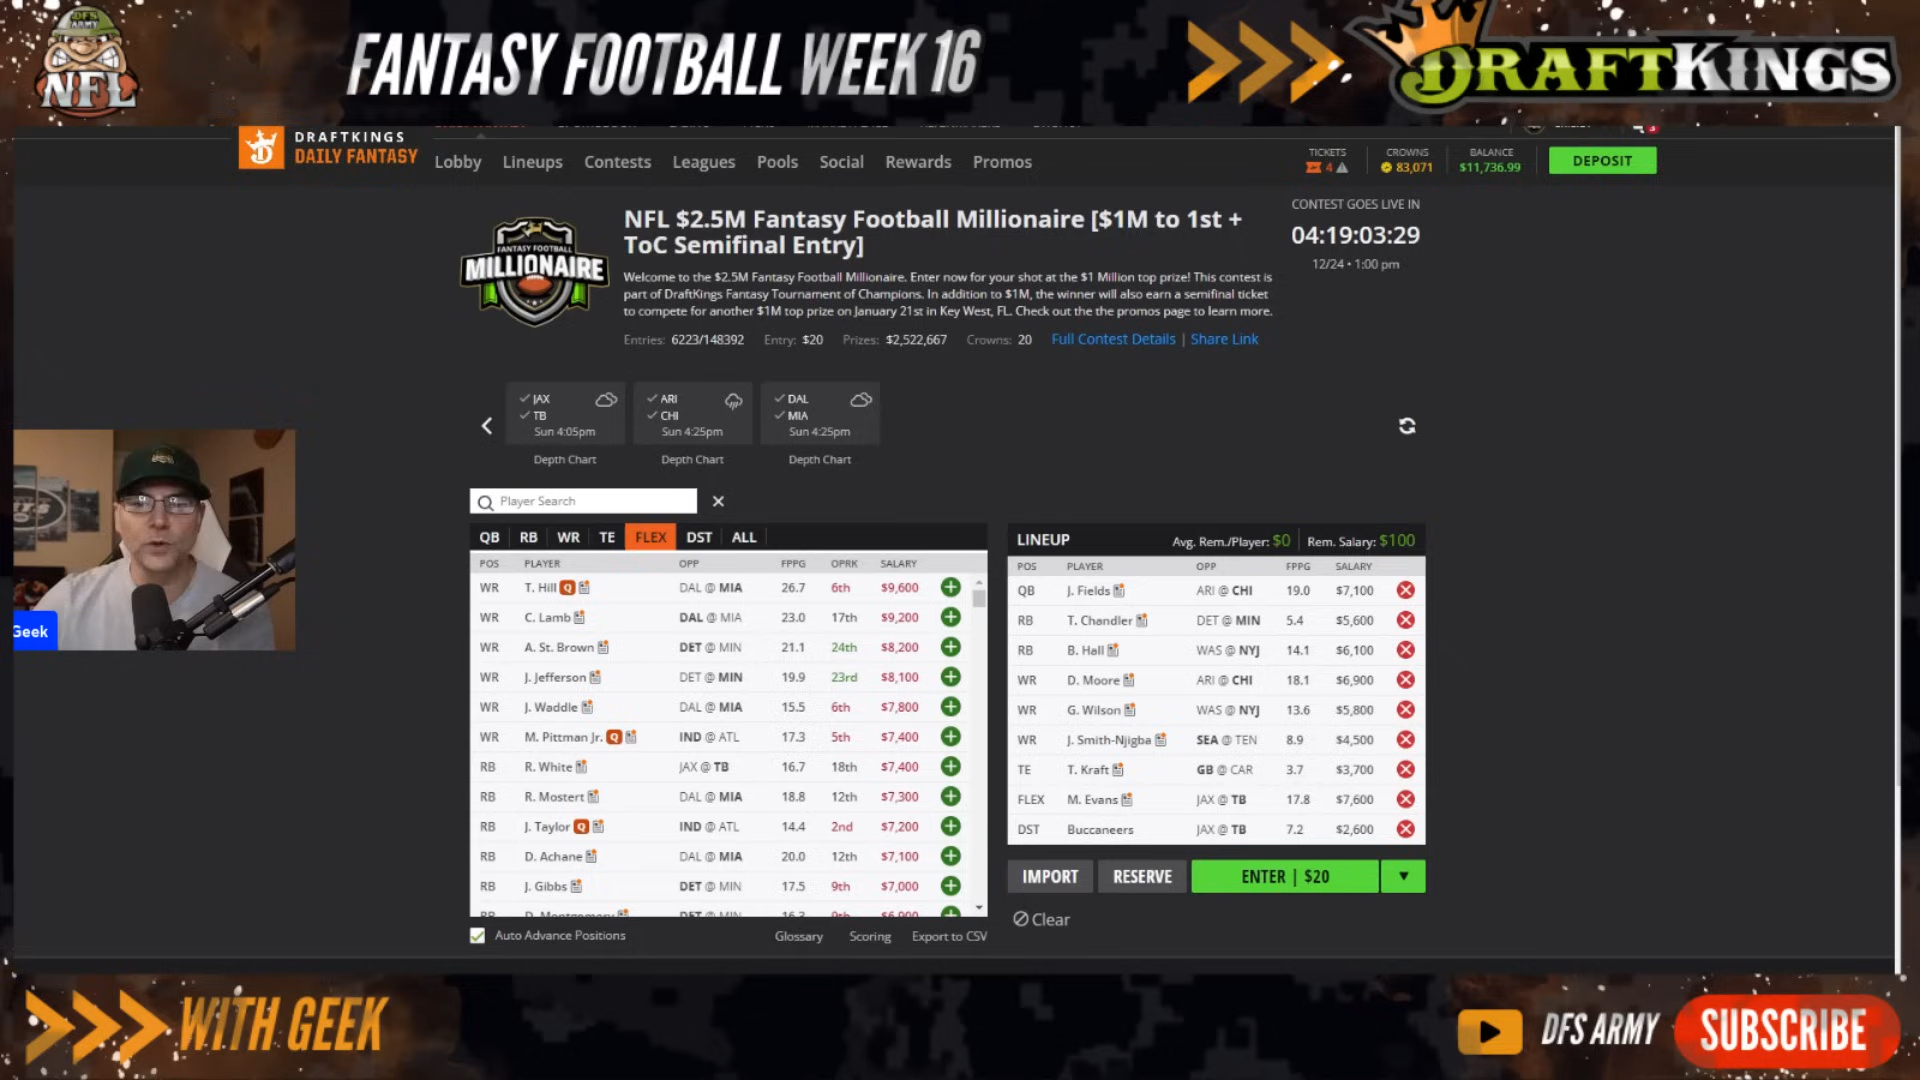 DFS
ARMY
NFL
FANTASY FOOTBALL WEEK 16
DRAFTKINGS
DRAFTKINGS
DAILY FANTASY
Lobby Lineups Contests Leagues Pools Social Rewards Promos
TICKETS
4
CROWNS
83,071
BALANCE
$11,736.99
DEPOSIT
FANTASY FOOTBALL
MILLIONAIRE
NFL $2.5M Fantasy Football Millionaire [$1M to 1st +
ToC Semifinal Entry]
Welcome to the $2.5M Fantasy Football Millionaire. Enter now for your shot at the $1 Million top prize! This contest is
part of DraftKings Fantasy Tournament of Champions. In addition to $1M, the winner will also earn a semifinal ticket
to compete for another $1M top prize on January 21st in Key West, FL. Check out the the promos page to learn more.
Entries: 6223/148392 Entry: $20 Prizes: $2,522,667 Crowns: 20 Full Contest Details | Share Link
CONTEST GOES LIVE IN
04:19:03:29
12/24 • 1:00 pm
JAX
TB
Sun 4:05pm
Depth Chart
ARI
CHI
Sun 4:25pm
Depth Chart
DAL
MIA
Sun 4:25pm
Depth Chart
Player Search
QB RB WR TE FLEX DST ALL
POS PLAYER OPP FPPG OPRK SALARY
WR T. Hill Q DAL @ MIA 26.7 6th $9,600
WR C. Lamb DAL @ MIA 23.0 17th $9,200
WR A. St. Brown DET @ MIN 21.1 24th $8,200
WR J. Jefferson DET @ MIN 19.9 23rd $8,100
WR J. Waddle DAL @ MIA 15.5 6th $7,800
WR M. Pittman Jr. Q IND @ ATL 17.3 5th $7,400
RB R. White JAX @ TB 16.7 18th $7,400
RB R. Mostert DAL @ MIA 18.8 12th $7,300
RB J. Taylor Q IND @ ATL 14.4 2nd $7,200
RB D. Achane DAL @ MIA 20.0 12th $7,100
RB J. Gibbs DET @ MIN 17.5 9th $7,000
RB D. Montgomery DET @ MIN 16.3 9th $6,900
Auto Advance Positions
Glossary Scoring Export to CSV
LINEUP Avg. Rem./Player: $0 Rem. Salary: $100
POS PLAYER OPP FPPG SALARY
QB J. Fields ARI @ CHI 19.0 $7,100
RB T. Chandler DET @ MIN 5.4 $5,600
RB B. Hall WAS @ NYJ 14.1 $6,100
WR D. Moore ARI @ CHI 18.1 $6,900
WR G. Wilson WAS @ NYJ 13.6 $5,800
WR J. Smith-Njigba SEA @ TEN 8.9 $4,500
TE T. Kraft GB @ CAR 3.7 $3,700
FLEX M. Evans JAX @ TB 17.8 $7,600
DST Buccaneers JAX @ TB 7.2 $2,600
IMPORT RESERVE ENTER | $20
Clear
Geek
WITH GEEK
DFS ARMY SUBSCRIBE